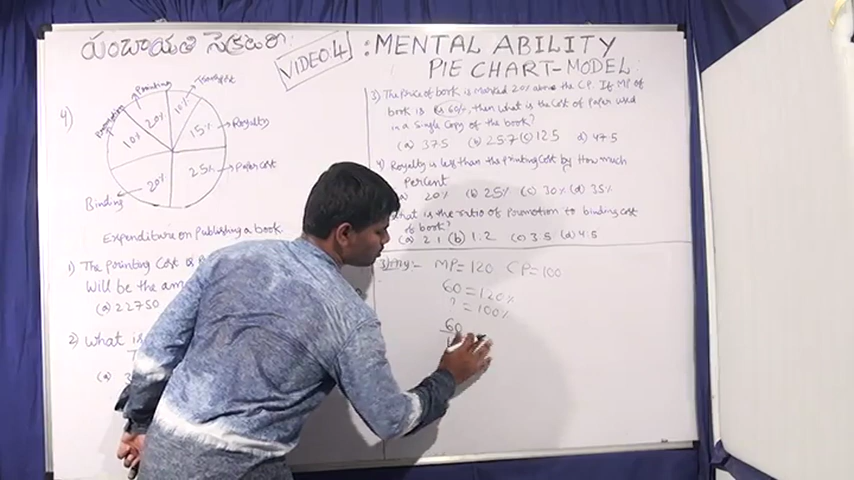 పంచాయతి సెక్రెటరీ
VIDEO:4
: MENTAL ABILITY
PIE CHART-MODEL
4)
Promotion
Printing
Transport
10%
20%
10%
15%
Royalty
25%
Paper cost
20%
Binding
Expenditure on publishing a book.
1) The printing cost is
will be the am
(a) 22750
2) what is
(a) 3
3) The price of book is marked 20% above the C.P. If MP of
book is Rs 60/-, then what is the cost of paper used
in a single copy of the book?
(a) 37.5 (b) 25.7 (c) 12.5 d) 47.5
4) Royalty is less than the printing cost by How much
percent
20% (b) 25% (c) 30% (d) 35%
what is the ratio of promotion to binding cost
of book?
(a) 2:1 (b) 1:2 (c) 3:5 (d) 4:5
3) MP = 120 CP = 100
60 = 120%
? = 100%
60